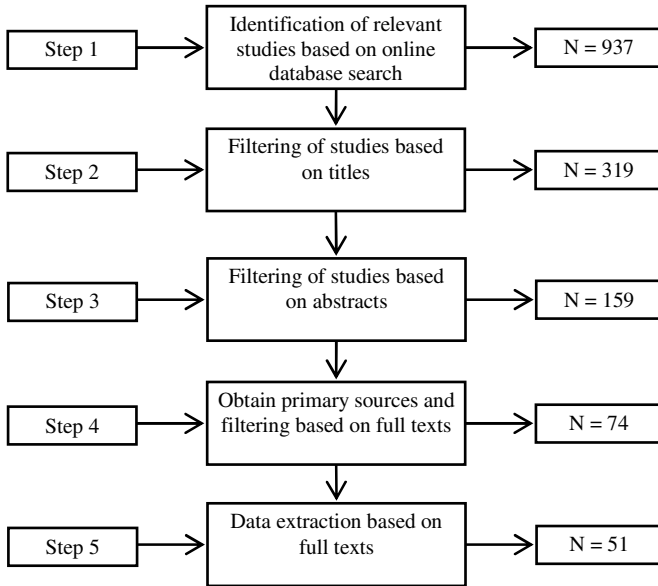 Step 1
Identification of relevant
studies based on online
database search
N = 937
Step 2
Filtering of studies based
on titles
N = 319
Step 3
Filtering of studies based
on abstracts
N = 159
Step 4
Obtain primary sources and
filtering based on full texts
N = 74
Step 5
Data extraction based on
full texts
N = 51